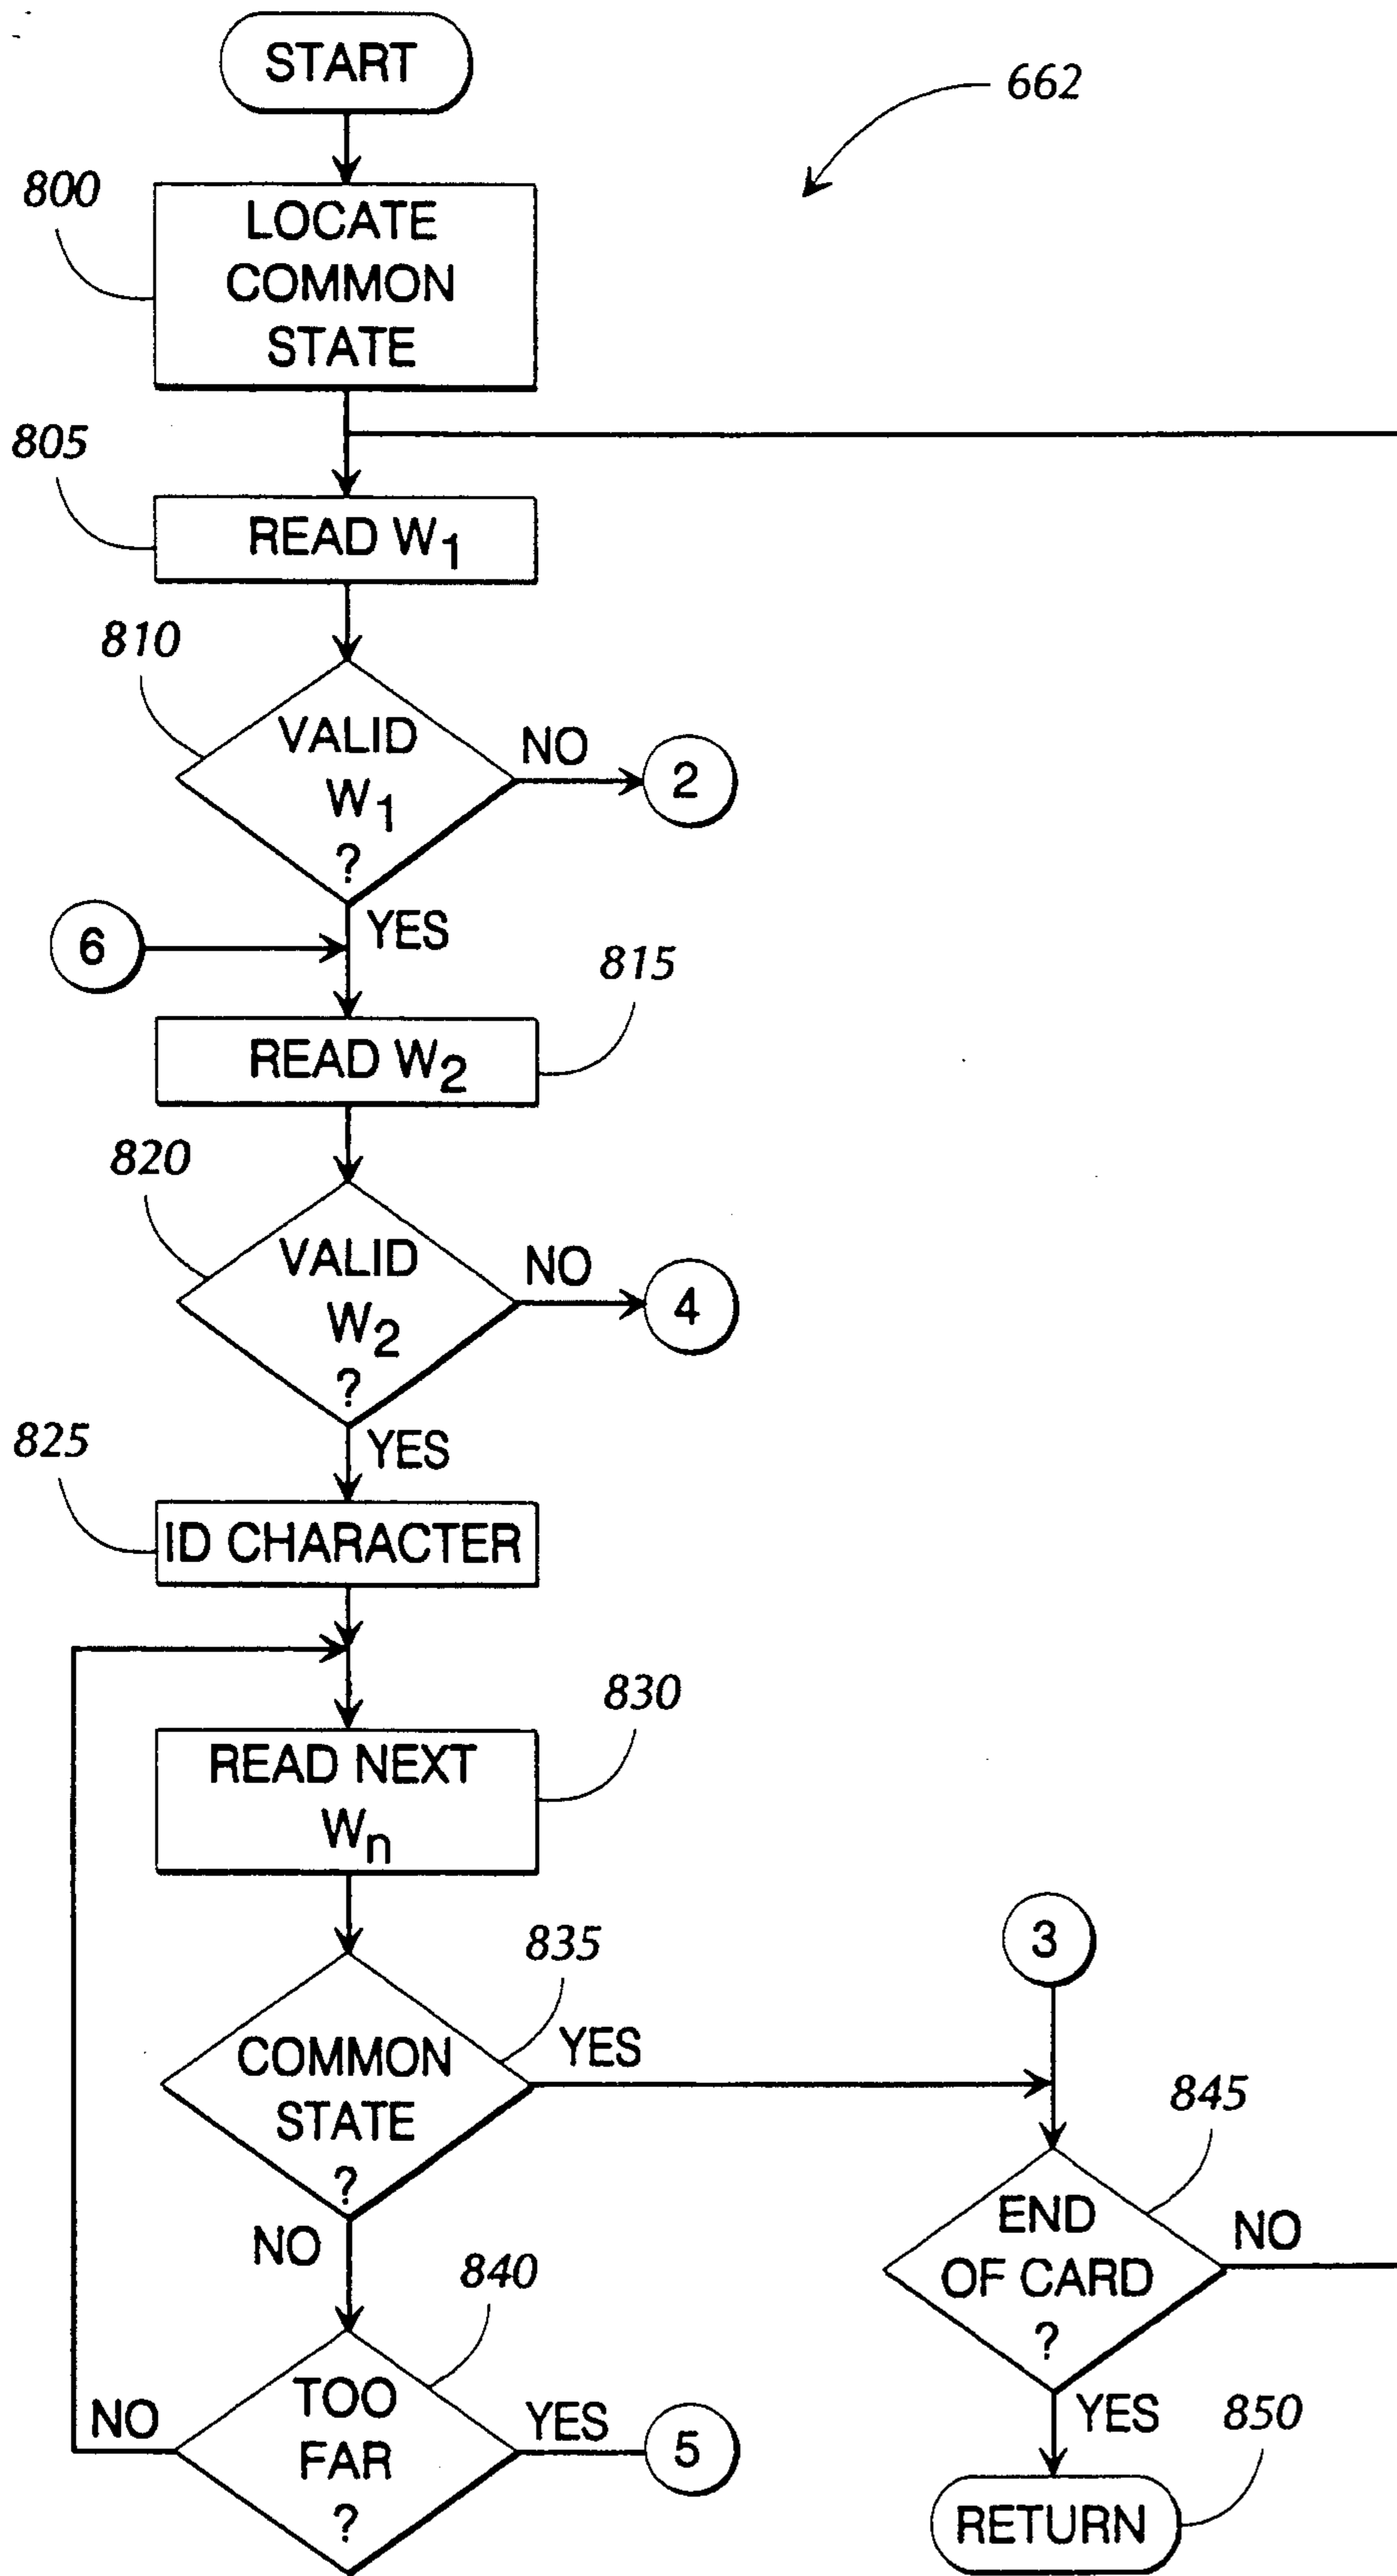 START
662
800
LOCATE
COMMON
STATE
805
READ W1
810
VALID
W1
?
NO
2
6
YES
815
READ W2
820
VALID
W2
?
NO
4
825
YES
ID CHARACTER
830
READ NEXT
Wn
835
3
COMMON
STATE
?
YES
845
NO
END
OF CARD
?
NO
840
TOO
FAR
?
NO
YES
5
YES
850
RETURN